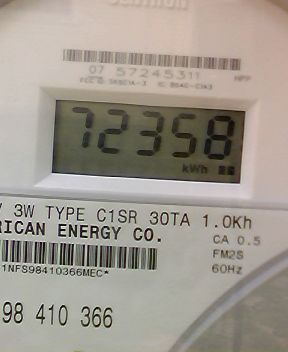 07 57245311
72358
kWh
3W TYPE C1SR 30TA 1.0Kh
RICAN ENERGY CO.
CA 0.5
FM2S
60Hz
1NFS98410366MEC*
98 410 366